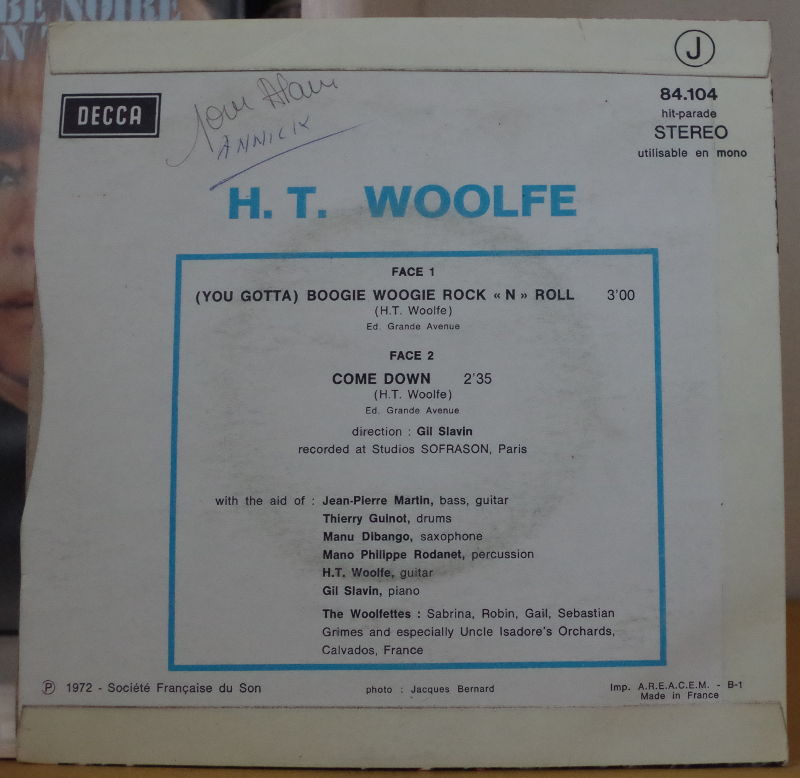 BE NOIRE
J
DECCA
84.104
hit-parade
STEREO
utilisable en mono
Alain
ANNICK
H. T. WOOLFE
FACE 1
(YOU GOTTA) BOOGIE WOOGIE ROCK « N » ROLL 3'00
(H.T. Woolfe)
Ed. Grande Avenue
FACE 2
COME DOWN 2'35
(H.T. Woolfe)
Ed. Grande Avenue
direction : Gil Slavin
recorded at Studios SOFRASON, Paris
with the aid of : Jean-Pierre Martin, bass, guitar
Thierry Guinot, drums
Manu Dibango, saxophone
Mano Philippe Rodanet, percussion
H.T. Woolfe, guitar
Gil Slavin, piano
The Woolfettes : Sabrina, Robin, Gail, Sebastian
Grimes and especially Uncle Isadore's Orchards,
Calvados, France
℗ 1972 - Société Française du Son
photo : Jacques Bernard
Imp. A.R.E.A.C.E.M. - B-1
Made in France